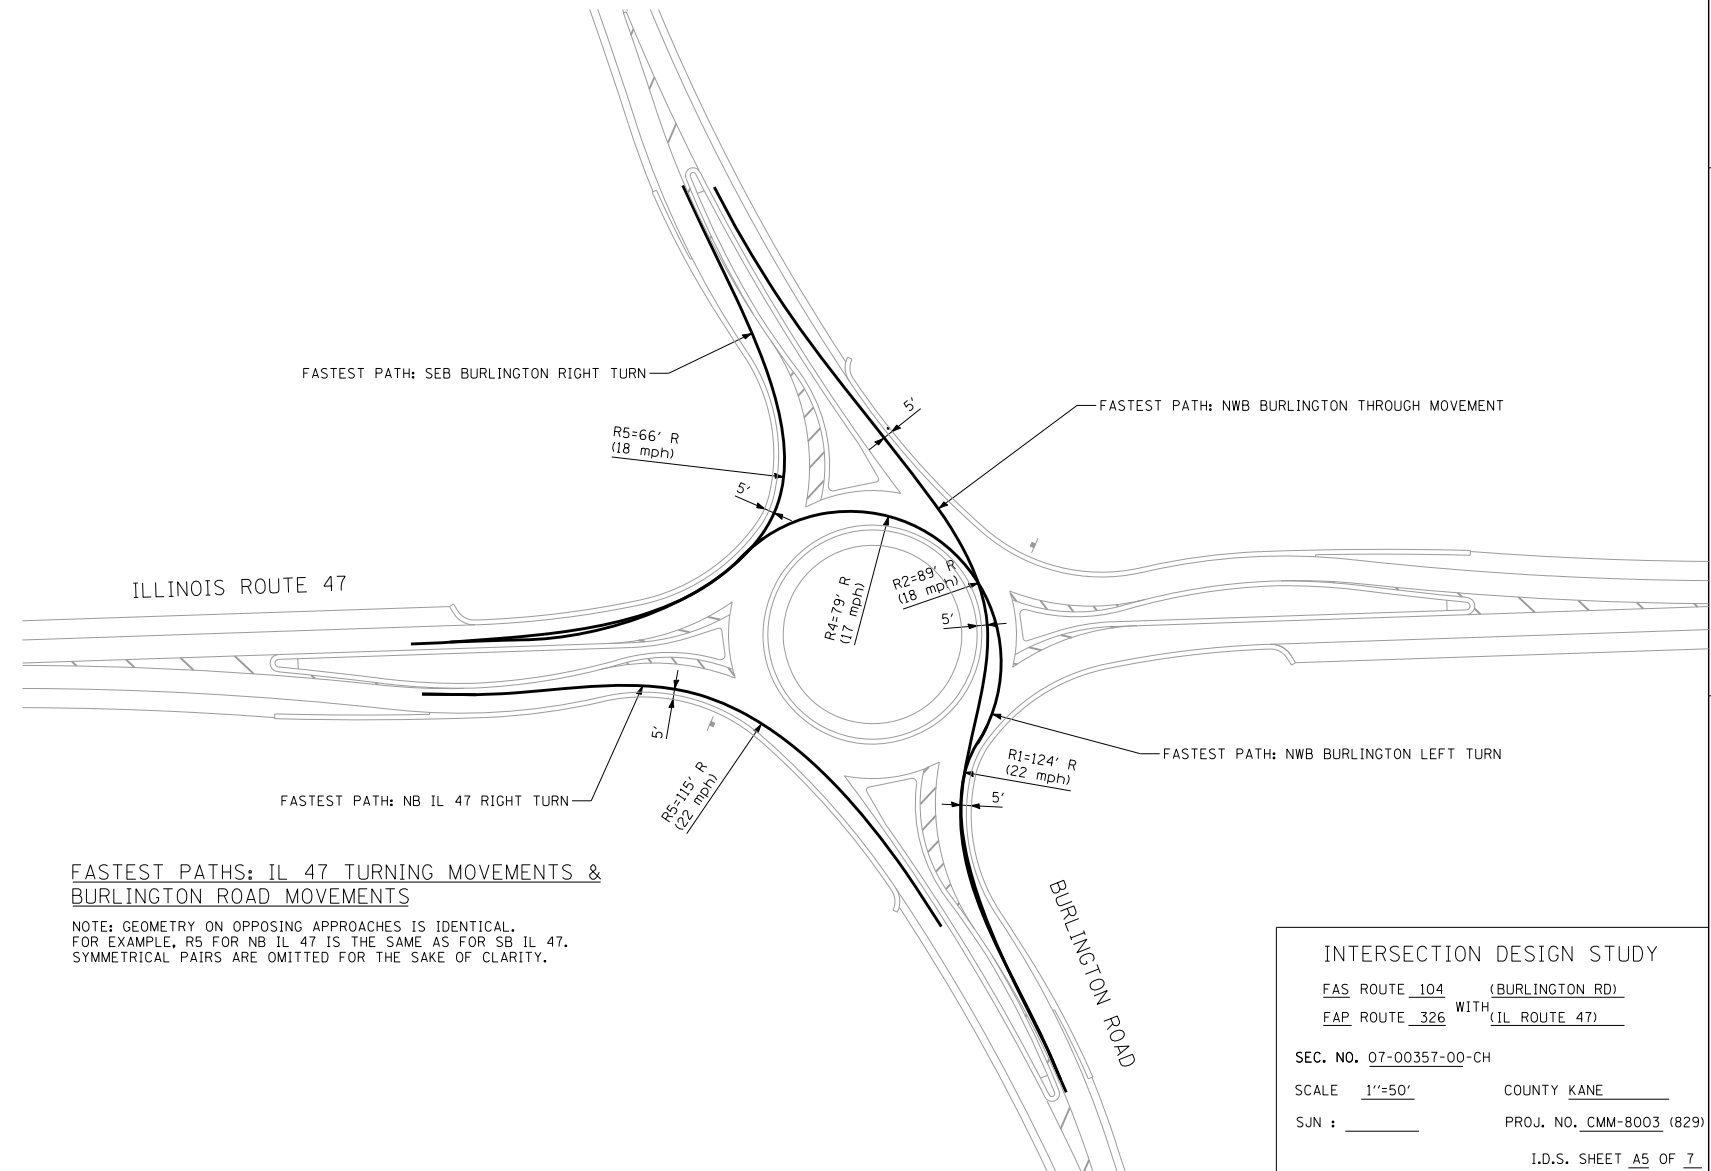 FASTEST PATH: SEB BURLINGTON RIGHT TURN
5'
FASTEST PATH: NWB BURLINGTON THROUGH MOVEMENT
R5=66' R
(18 mph)
5'
ILLINOIS ROUTE 47
R4=79' R
(17 mph)
R2=89' R
(18 mph)
5'
5'
FASTEST PATH: NB IL 47 RIGHT TURN
R5=115' R
(22 mph)
R1=124' R
(22 mph)
5'
FASTEST PATH: NWB BURLINGTON LEFT TURN
BURLINGTON ROAD
FASTEST PATHS: IL 47 TURNING MOVEMENTS &
BURLINGTON ROAD MOVEMENTS
NOTE: GEOMETRY ON OPPOSING APPROACHES IS IDENTICAL.
FOR EXAMPLE, R5 FOR NB IL 47 IS THE SAME AS FOR SB IL 47.
SYMMETRICAL PAIRS ARE OMITTED FOR THE SAKE OF CLARITY.
INTERSECTION DESIGN STUDY
FAS ROUTE 104 (BURLINGTON RD)
WITH
FAP ROUTE 326 (IL ROUTE 47)
SEC. NO. 07-00357-00-CH
SCALE 1''=50' COUNTY KANE
SJN : PROJ. NO. CMM-8003 (829)
I.D.S. SHEET A5 OF 7